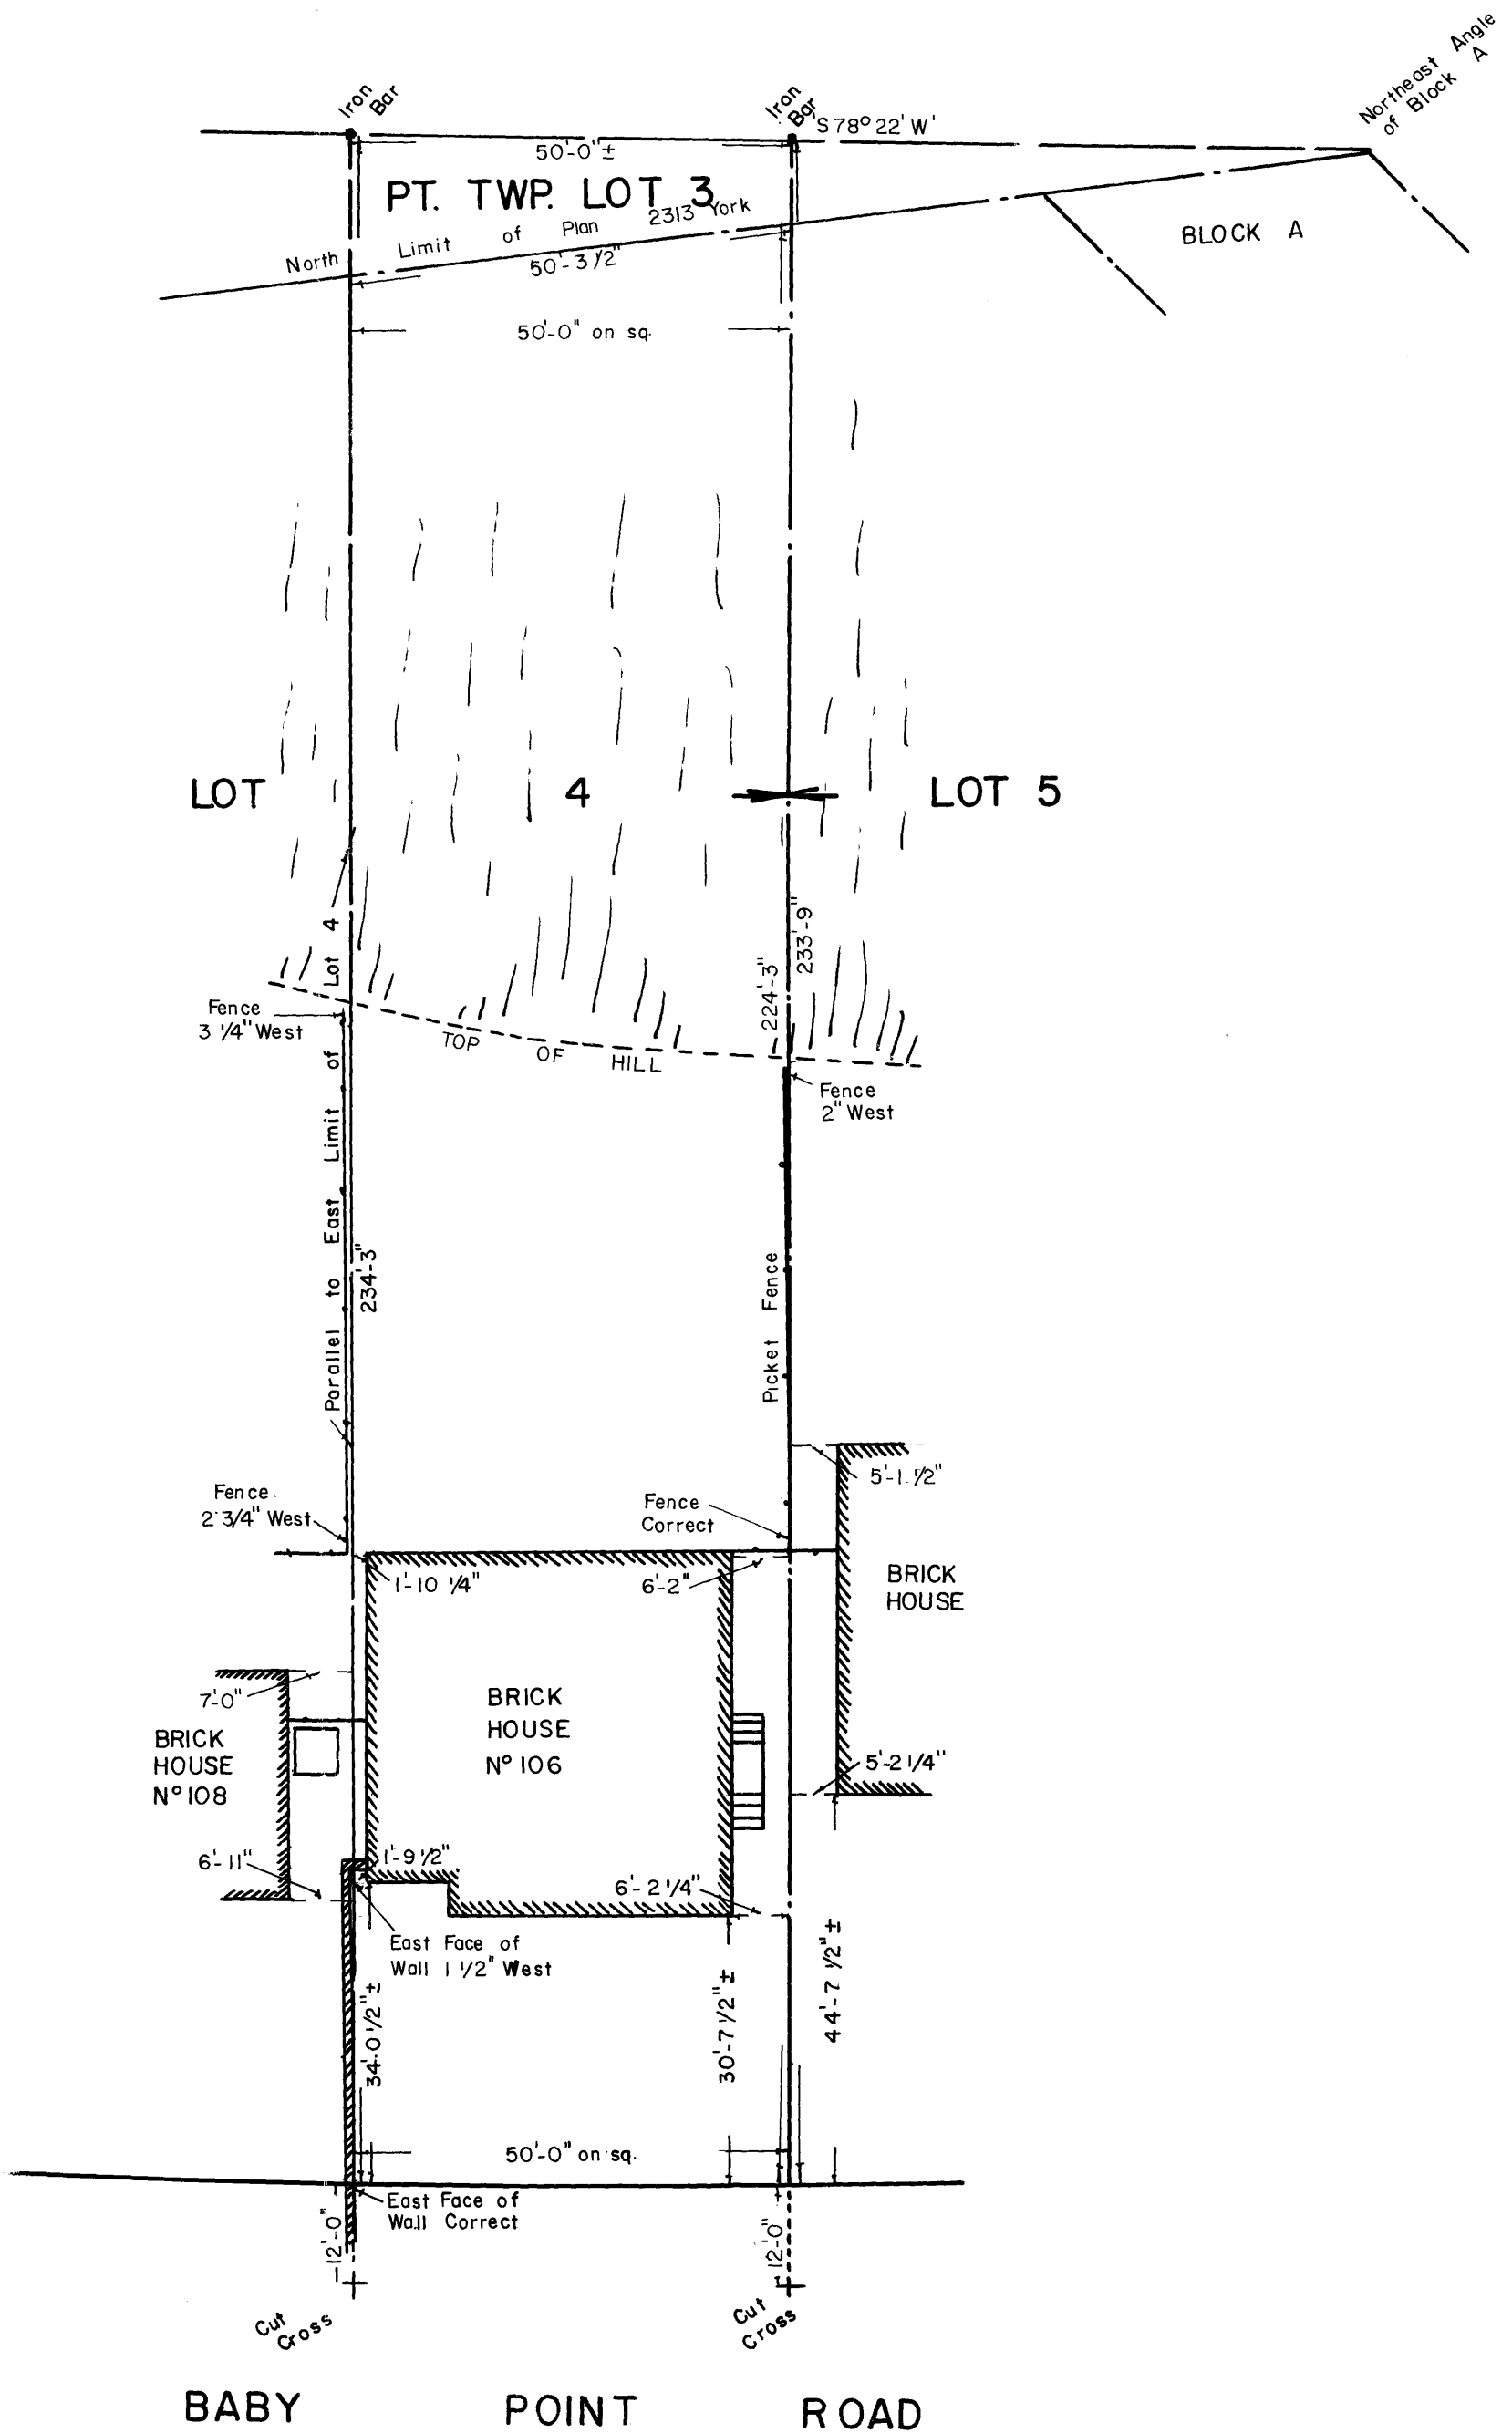 Iron
Bar
Iron
Bar
S 78° 22' W
Northeast Angle
of Block A
50'-0"±
PT. TWP. LOT 3
North Limit of Plan 2313 York
50'-3 1/2"
BLOCK A
50'-0" on sq.
LOT 4
LOT 5
233'-9"
224'-3"
Fence
3 1/4" West
TOP OF HILL
Fence
2" West
Parallel to East Limit of Lot 4
234'-3"
Picket Fence
5'-1 1/2"
Fence
2 3/4" West
Fence
Correct
1'-10 1/4"
6'-2"
BRICK
HOUSE
7'-0"
BRICK
HOUSE
Nº 106
BRICK
HOUSE
Nº 108
5'-2 1/4"
6'-11"
1'-9 1/2"
6'-2 1/4"
East Face of
Wall 1 1/2" West
34'-0 1/2"±
30'-7 1/2"±
44'-7 1/2"±
50'-0" on sq.
East Face of
Wall Correct
12'-0"
12'-0"
Cut
Cross
Cut
Cross
BABY POINT ROAD